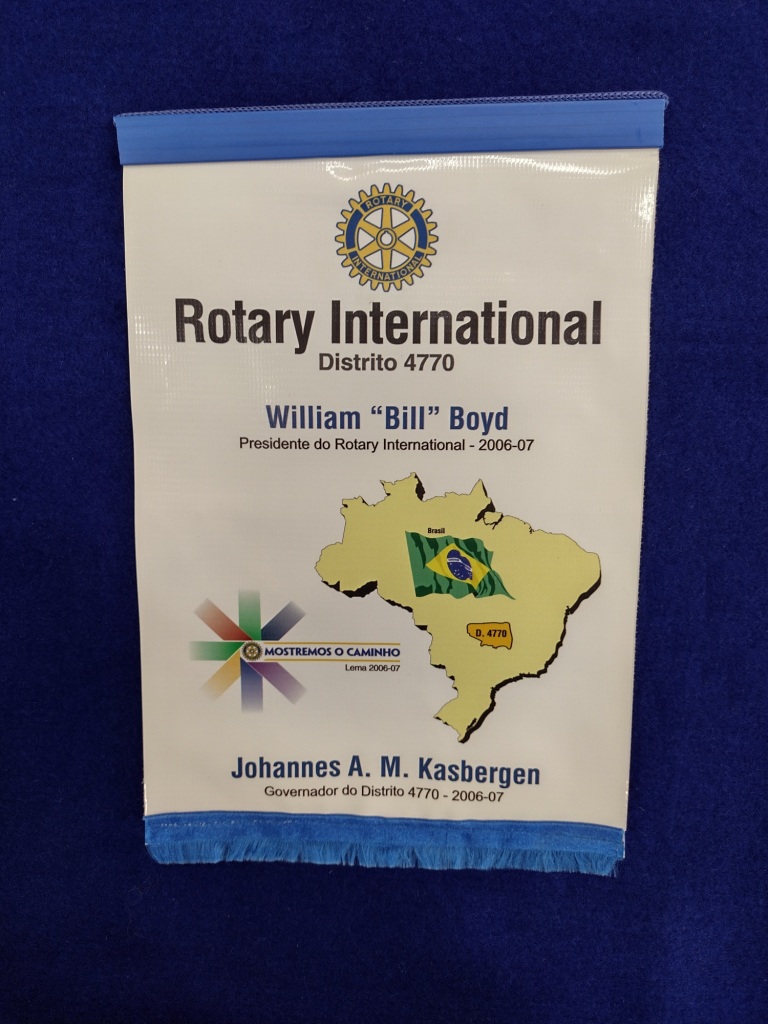 ROTARY
INTERNATIONAL
Rotary International
Distrito 4770
William “Bill” Boyd
Presidente do Rotary International - 2006-07
Brasil
D. 4770
MOSTREMOS O CAMINHO
Lema 2006-07
Johannes A. M. Kasbergen
Governador do Distrito 4770 - 2006-07